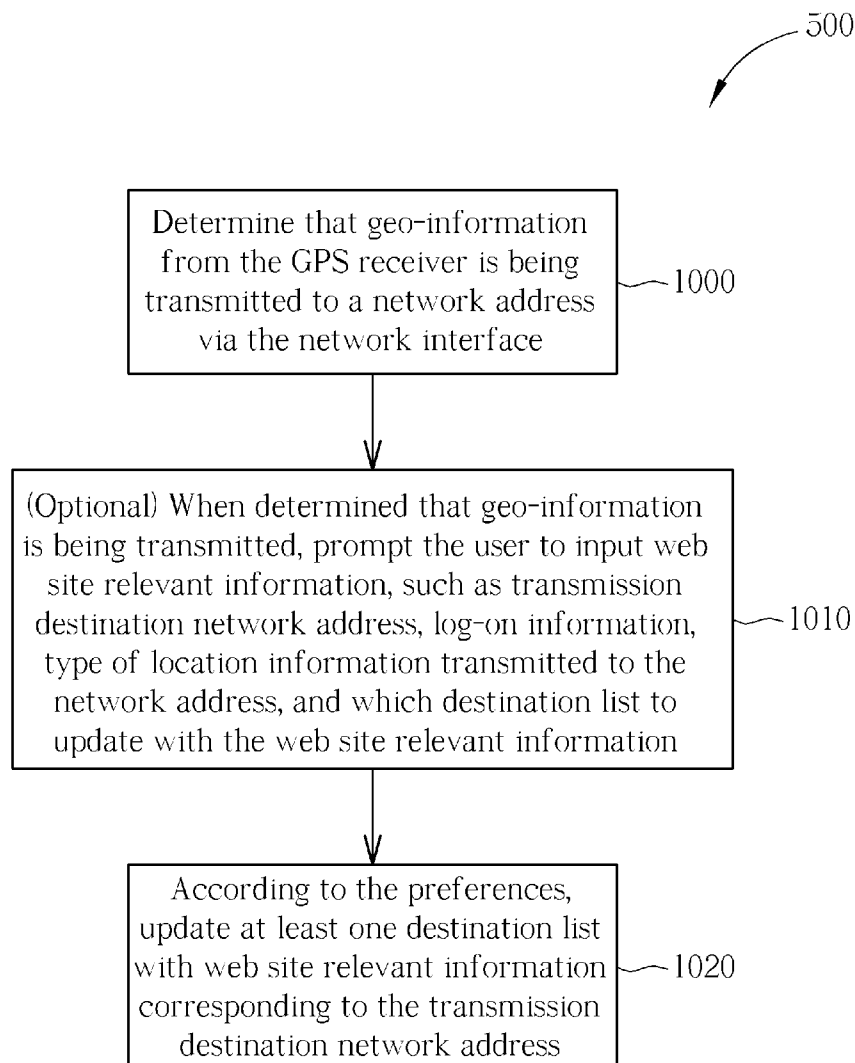 500
Determine that geo-information
from the GPS receiver is being
transmitted to a network address
via the network interface
1000
(Optional) When determined that geo-information
is being transmitted, prompt the user to input web
site relevant information, such as transmission
destination network address, log-on information,
type of location information transmitted to the
network address, and which destination list to
update with the web site relevant information
1010
According to the preferences,
update at least one destination list
with web site relevant information
corresponding to the transmission
destination network address
1020